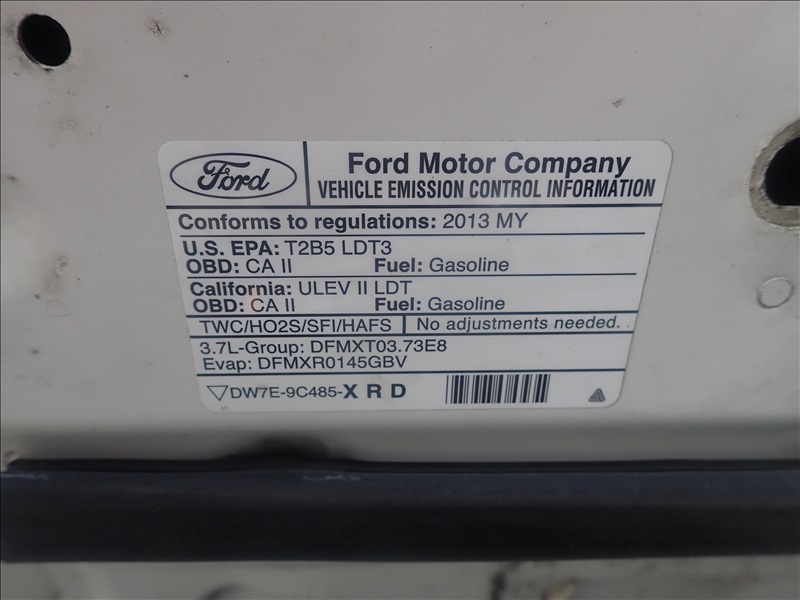 Ford
Ford Motor Company
VEHICLE EMISSION CONTROL INFORMATION
Conforms to regulations: 2013 MY
U.S. EPA: T2B5 LDT3
OBD: CA II Fuel: Gasoline
California: ULEV II LDT
OBD: CA II Fuel: Gasoline
TWC/HO2S/SFI/HAFS No adjustments needed.
3.7L-Group: DFMXT03.73E8
Evap: DFMXR0145GBV
▽DW7E-9C485-X R D